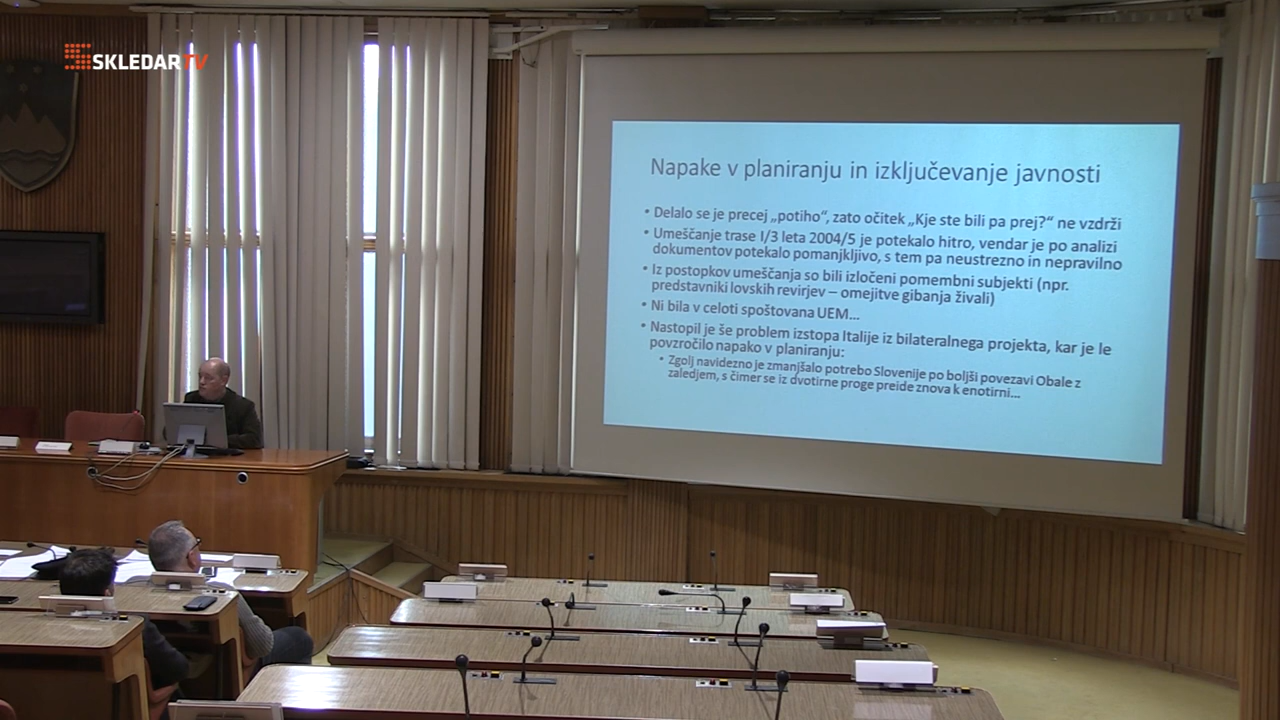 SKLEDARTV
Napake v planiranju in izključevanje javnosti
• Delalo se je precej „potiho“, zato očitek „Kje ste bili pa prej?“ ne vzdrži
• Umeščanje trase I/3 leta 2004/5 je potekalo hitro, vendar je po analizi
dokumentov potekalo pomanjkljivo, s tem pa neustrezno in nepravilno
• Iz postopkov umeščanja so bili izločeni pomembni subjekti (npr.
predstavniki lovskih revirjev – omejitve gibanja živali)
• Ni bila v celoti spoštovana UEM...
• Nastopil je še problem izstopa Italije iz bilateralnega projekta, kar je le
povzročilo napako v planiranju:
• Zgolj navidezno je zmanjšalo potrebo Slovenije po boljši povezavi Obale z
zaledjem, s čimer se iz dvotirne proge preide znova k enotirni...